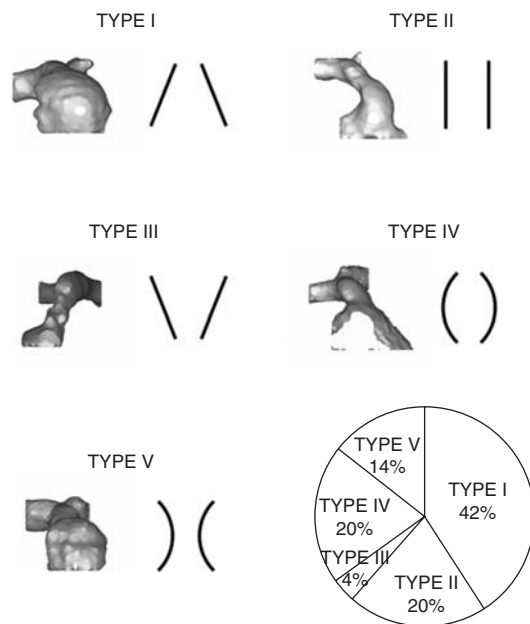 TYPE I
TYPE II
TYPE III
TYPE IV
TYPE V
TYPE V
14%
TYPE I
42%
TYPE IV
20%
TYPE III
4%
TYPE II
20%